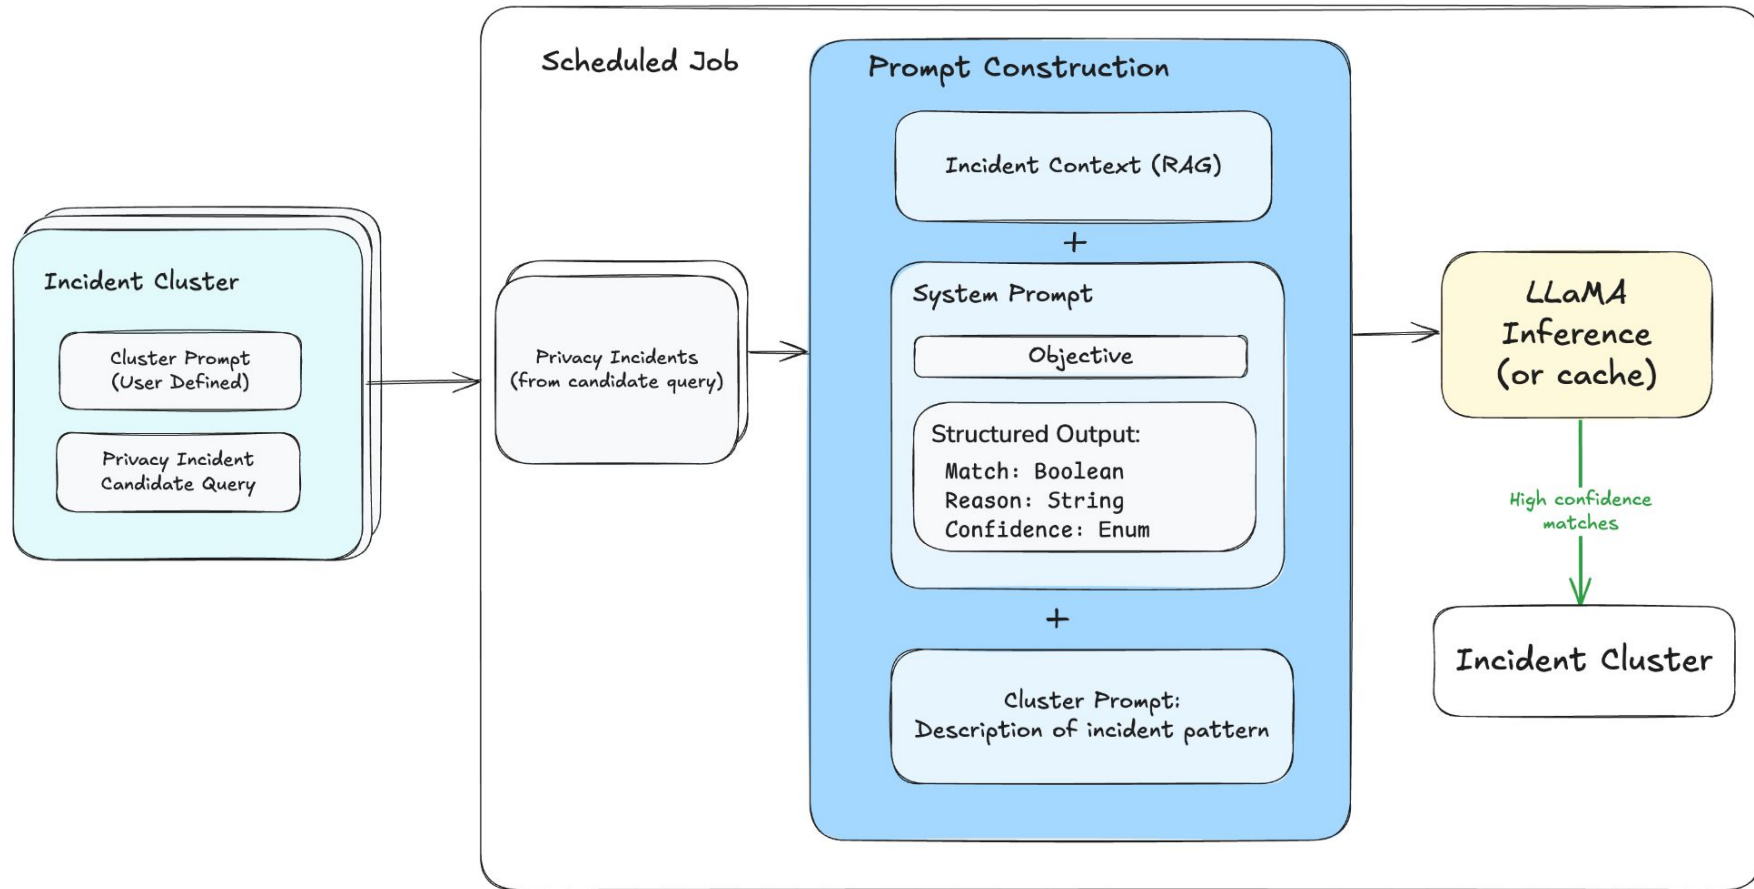 Scheduled Job
Prompt Construction
Incident Context (RAG)
+
System Prompt
Objective
Structured Output:
Match: Boolean
Reason: String
Confidence: Enum
+
Cluster Prompt:
Description of incident pattern
Incident Cluster
Cluster Prompt
(User Defined)
Privacy Incident
Candidate Query
Privacy Incidents
(from candidate query)
LLaMA
Inference
(or cache)
High confidence
matches
Incident Cluster